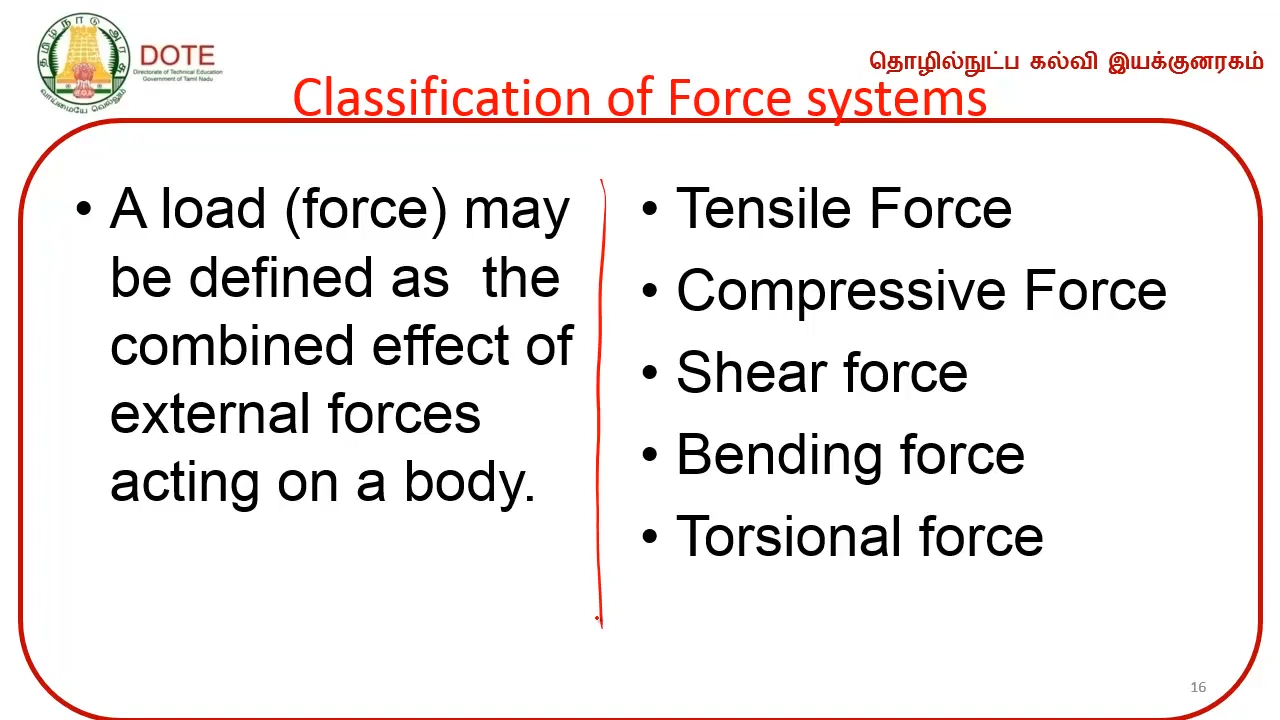 தமிழ் நாடு அரசு
வாய்மையே வெல்லும்
DOTE
Directorate of Technical Education
Government of Tamil Nadu
தொழில்நுட்ப கல்வி இயக்குனரகம்
Classification of Force systems
• A load (force) may
be defined as  the
combined effect of
external forces
acting on a body.
• Tensile Force
• Compressive Force
• Shear force
• Bending force
• Torsional force
16